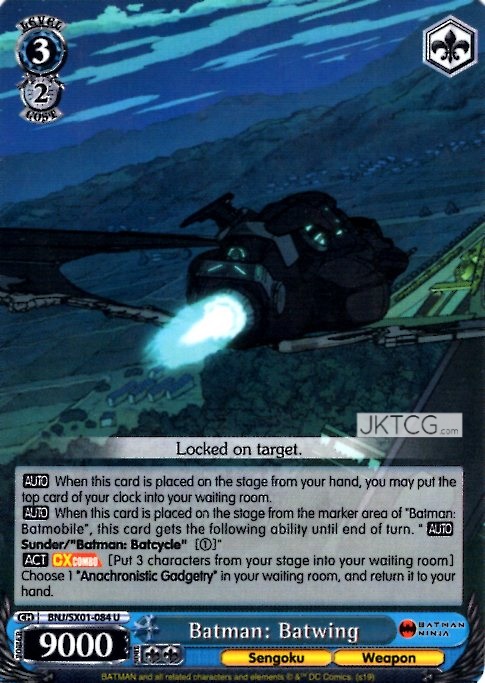 LEVEL
3
2
COST
JKTCG.com
Locked on target.
AUTO When this card is placed on the stage from your hand, you may put the
top card of your clock into your waiting room.
AUTO When this card is placed on the stage from the marker area of "Batman:
Batmobile", this card gets the following ability until end of turn. "AUTO
Sunder/"Batman: Batcycle" [①]"
ACT CXCOMBO [Put 3 characters from your stage into your waiting room]
Choose 1 "Anachronistic Gadgetry" in your waiting room, and return it to your
hand.
CH BNJ/SX01-084 U
POWER 9000 Batman: Batwing BATMAN NINJA
Sengoku Weapon
BATMAN and all related characters and elements © &™ DC Comics. (s19)